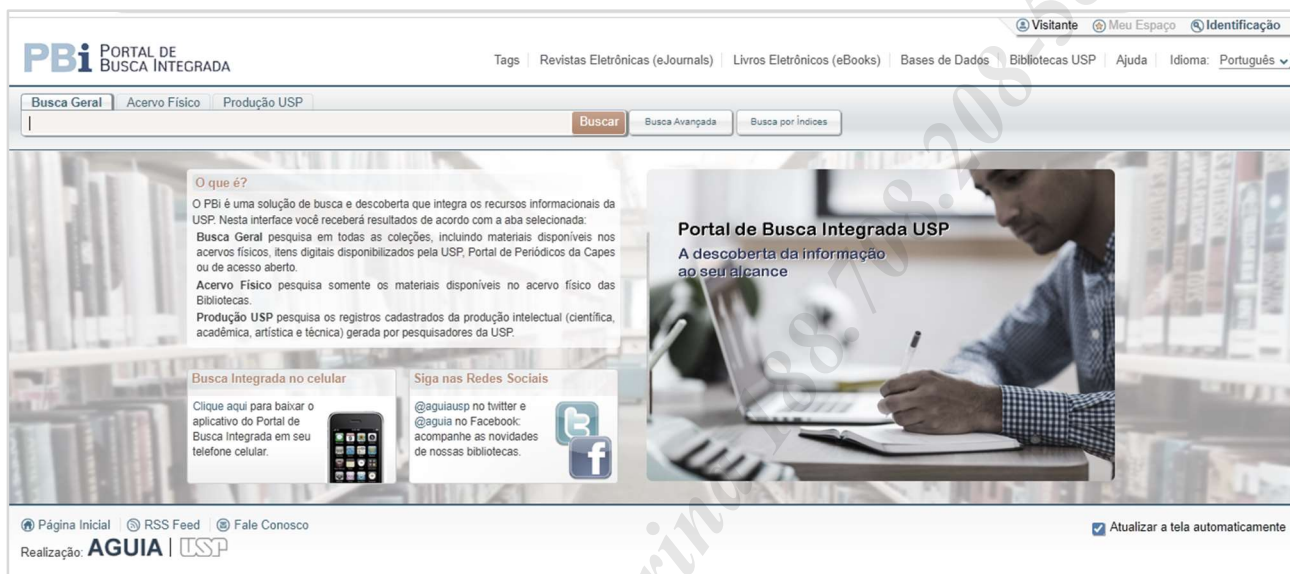 Visitante Meu Espaço Identificação
PBi PORTAL DE
BUSCA INTEGRADA
Tags Revistas Eletrônicas (eJournals) Livros Eletrônicos (eBooks) Bases de Dados Bibliotecas USP Ajuda Idioma: Português
Busca Geral Acervo Físico Produção USP
Buscar Busca Avançada Busca por Índices
O que é?
O PBi é uma solução de busca e descoberta que integra os recursos informacionais da
USP. Nesta interface você receberá resultados de acordo com a aba selecionada:
Busca Geral pesquisa em todas as coleções, incluindo materiais disponíveis nos
acervos físicos, itens digitais disponibilizados pela USP, Portal de Periódicos da Capes
ou de acesso aberto.
Acervo Físico pesquisa somente os materiais disponíveis no acervo físico das
Bibliotecas.
Produção USP pesquisa os registros cadastrados da produção intelectual (científica,
acadêmica, artística e técnica) gerada por pesquisadores da USP.
Portal de Busca Integrada USP
A descoberta da informação
ao seu alcance
Busca Integrada no celular
Clique aqui para baixar o
aplicativo do Portal de
Busca Integrada em seu
telefone celular.
Siga nas Redes Sociais
@aguiausp no twitter e
@aguia no Facebook:
acompanhe as novidades
de nossas bibliotecas.
Página Inicial RSS Feed Fale Conosco
Atualizar a tela automaticamente
Realização: AGUIA | USP